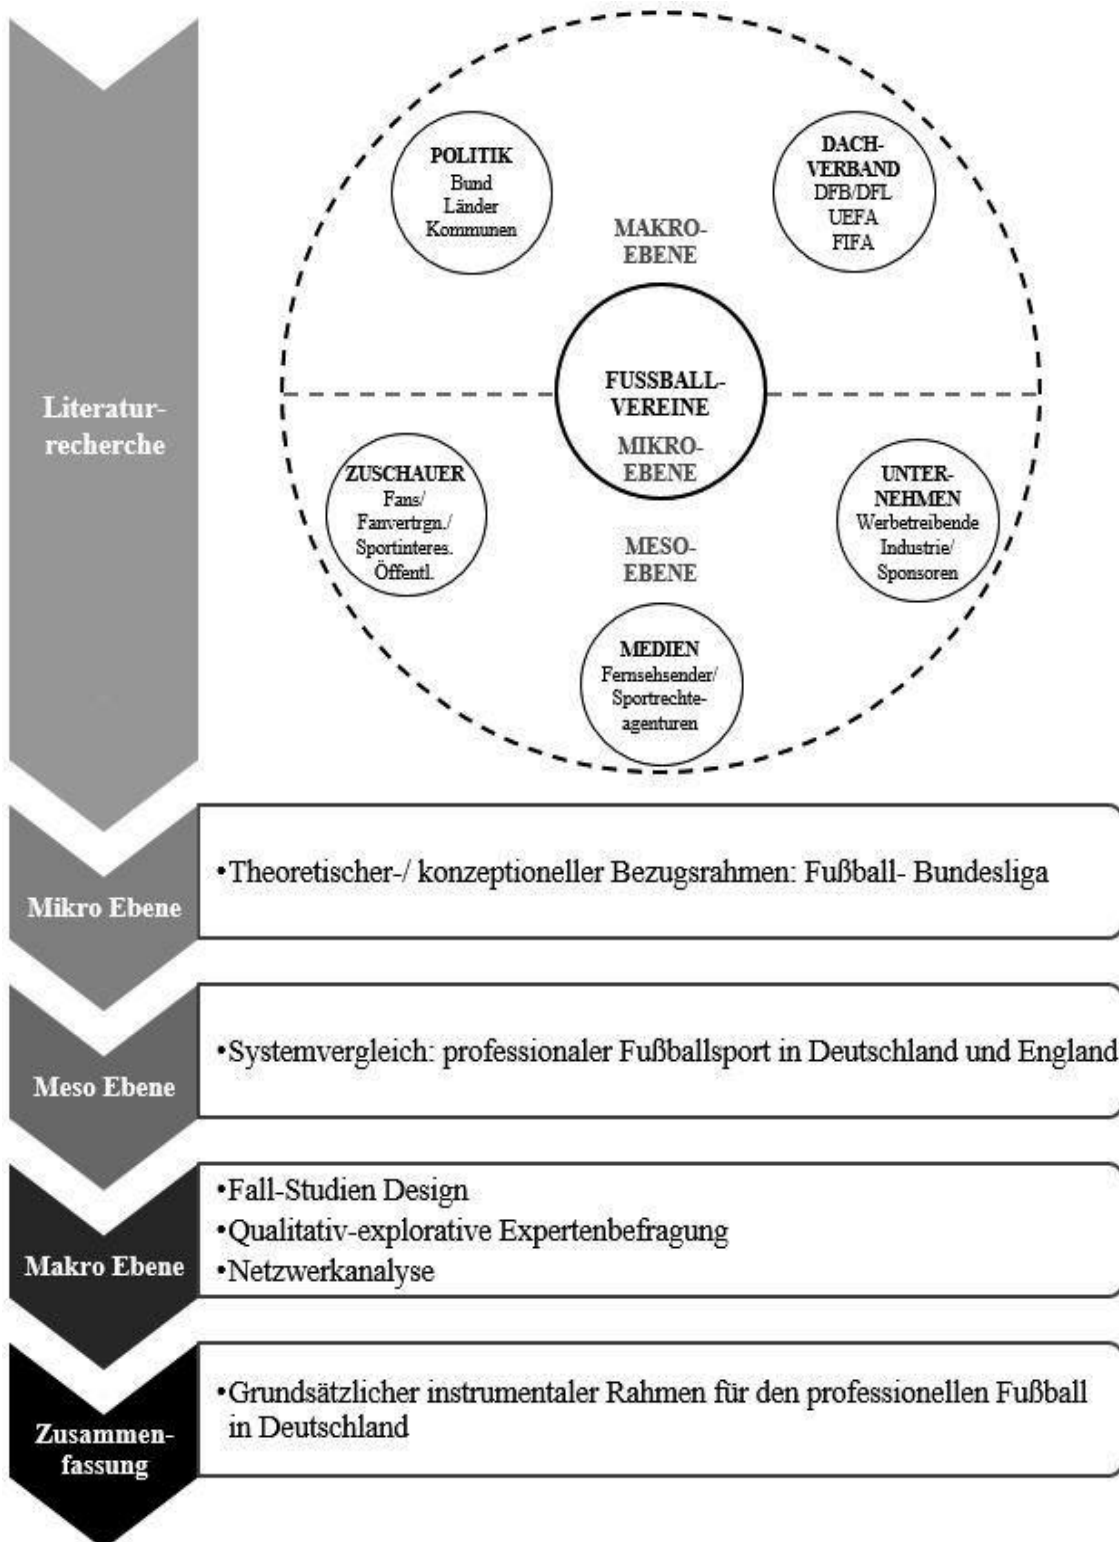 POLITIK
Bund
Länder
Kommunen
DACH-
VERBAND
DFB/DFL
UEFA
FIFA
MAKRO-
EBENE
Literatur-
recherche
FUSSBALL-
VEREINE
MIKRO-
EBENE
ZUSCHAUER
Fans/
Fanvertrgn./
Sportinteres.
Öffentl.
UNTER-
NEHMEN
Werbetreibende
Industrie/
Sponsoren
MESO-
EBENE
MEDIEN
Fernsehsender/
Sportrechte-
agenturen
Mikro Ebene
•Theoretischer-/ konzeptioneller Bezugsrahmen: Fußball- Bundesliga
Meso Ebene
•Systemvergleich: professionaler Fußballsport in Deutschland und England
Makro Ebene
•Fall-Studien Design
•Qualitativ-explorative Expertenbefragung
•Netzwerkanalyse
Zusammen-
fassung
•Grundsätzlicher instrumentaler Rahmen für den professionellen Fußball
in Deutschland